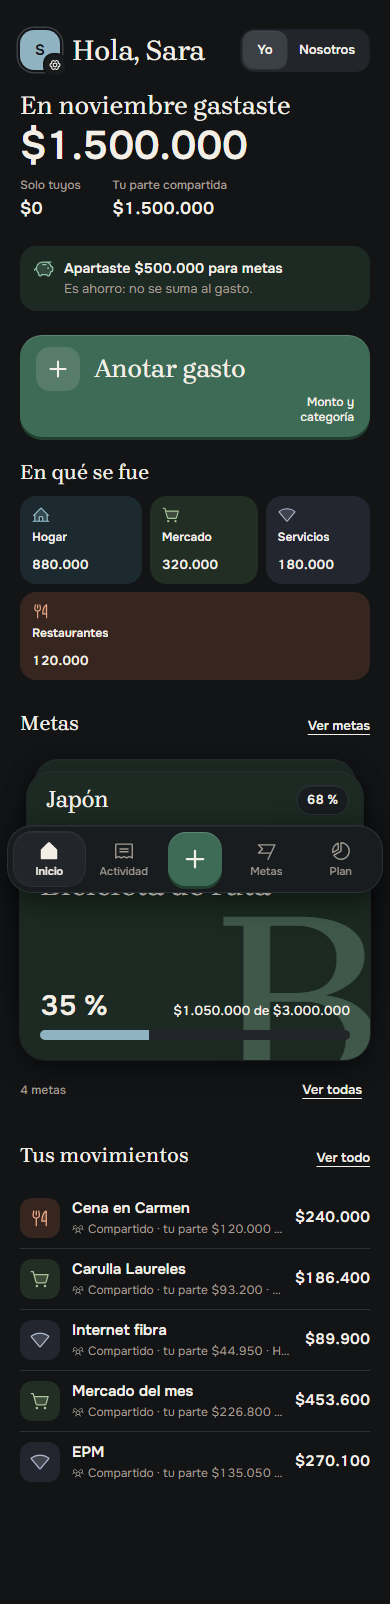 S
Hola, Sara
Yo
Nosotros
En noviembre gastaste
$1.500.000
Solo tuyos
Tu parte compartida
$0
$1.500.000
Apartaste $500.000 para metas
Es ahorro: no se suma al gasto.
Anotar gasto
Monto y
categoría
En qué se fue
Hogar
880.000
Mercado
320.000
Servicios
180.000
Restaurantes
120.000
Metas
Ver metas
Japón
68 %
Inicio
Actividad
Metas
Plan
B
35 %
$1.050.000 de $3.000.000
4 metas
Ver todas
Tus movimientos
Ver todo
Cena en Carmen
$240.000
Compartido · tu parte $120.000 ...
Carulla Laureles
$186.400
Compartido · tu parte $93.200 · ...
Internet fibra
$89.900
Compartido · tu parte $44.950 · H...
Mercado del mes
$453.600
Compartido · tu parte $226.800 ...
EPM
$270.100
Compartido · tu parte $135.050 ...